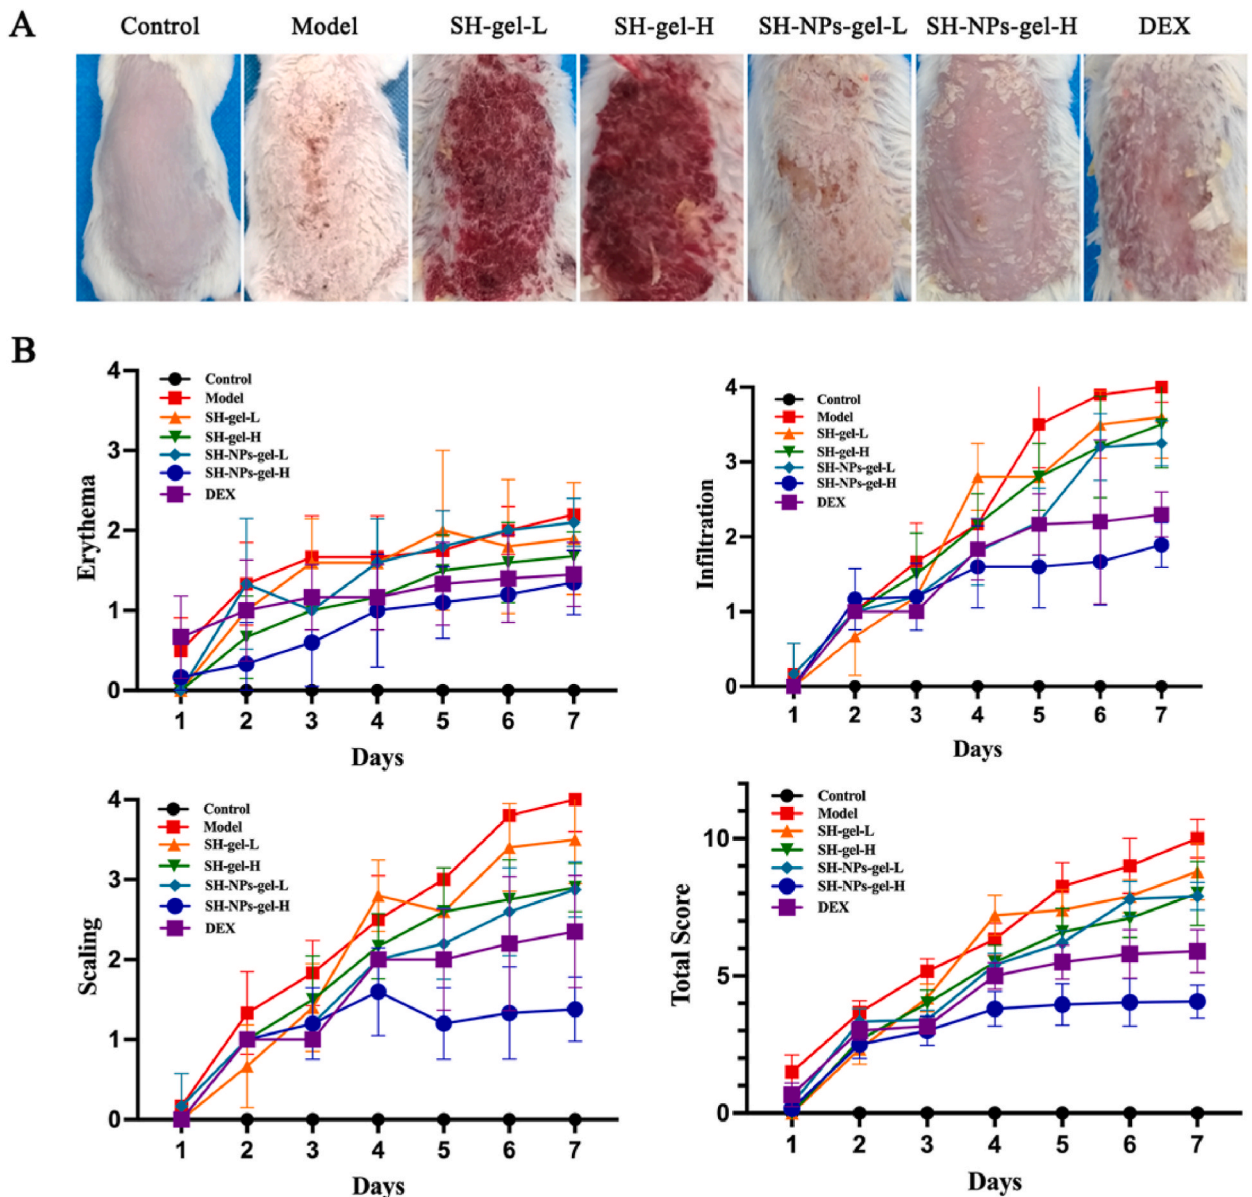 A
Control Model SH-gel-L SH-gel-H SH-NPs-gel-L SH-NPs-gel-H DEX
B
4
3
2
1
0
Erythema
Control
Model
SH-gel-L
SH-gel-H
SH-NPs-gel-L
SH-NPs-gel-H
DEX
1 2 3 4 5 6 7
Days
4
3
2
1
0
Infiltration
Control
Model
SH-gel-L
SH-gel-H
SH-NPs-gel-L
SH-NPs-gel-H
DEX
1 2 3 4 5 6 7
Days
4
3
2
1
0
Scaling
Control
Model
SH-gel-L
SH-gel-H
SH-NPs-gel-L
SH-NPs-gel-H
DEX
1 2 3 4 5 6 7
Days
10
5
0
Total Score
Control
Model
SH-gel-L
SH-gel-H
SH-NPs-gel-L
SH-NPs-gel-H
DEX
1 2 3 4 5 6 7
Days